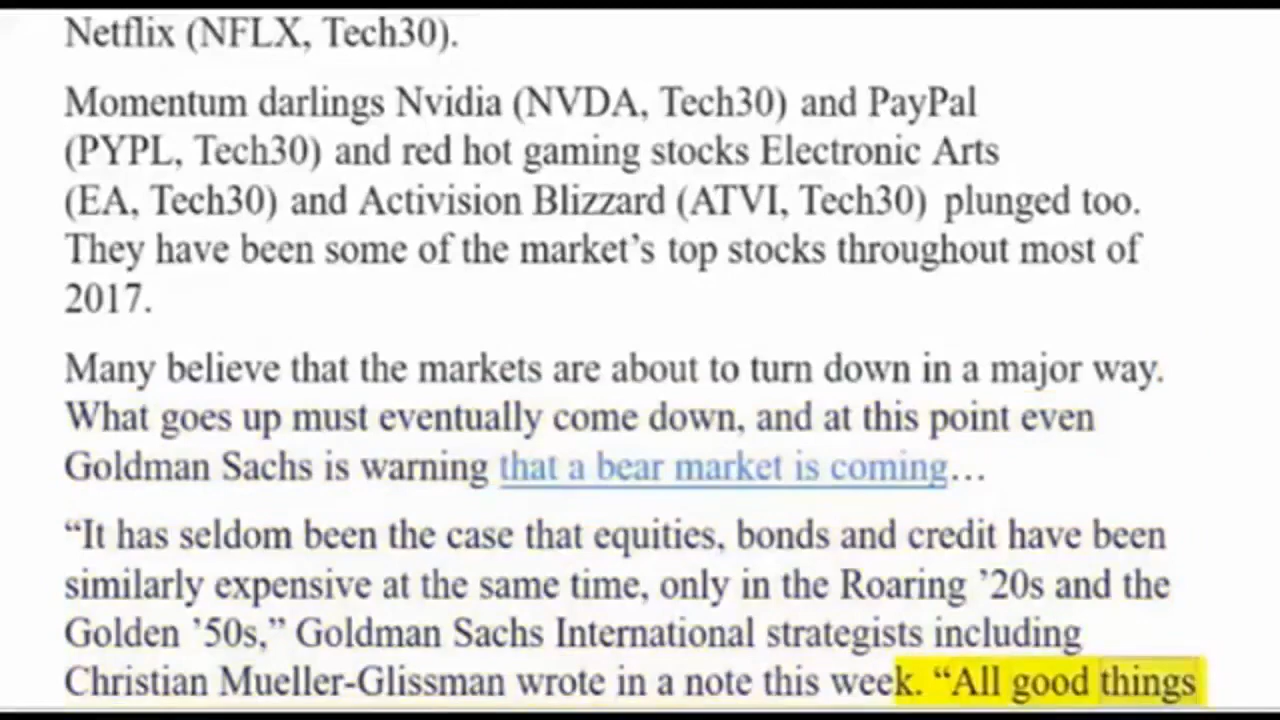 Netflix (NFLX, Tech30).
Momentum darlings Nvidia (NVDA, Tech30) and PayPal
(PYPL, Tech30) and red hot gaming stocks Electronic Arts
(EA, Tech30) and Activision Blizzard (ATVI, Tech30) plunged too.
They have been some of the market’s top stocks throughout most of
2017.
Many believe that the markets are about to turn down in a major way.
What goes up must eventually come down, and at this point even
Goldman Sachs is warning that a bear market is coming…
“It has seldom been the case that equities, bonds and credit have been
similarly expensive at the same time, only in the Roaring ’20s and the
Golden ’50s,” Goldman Sachs International strategists including
Christian Mueller-Glissman wrote in a note this week. “All good things